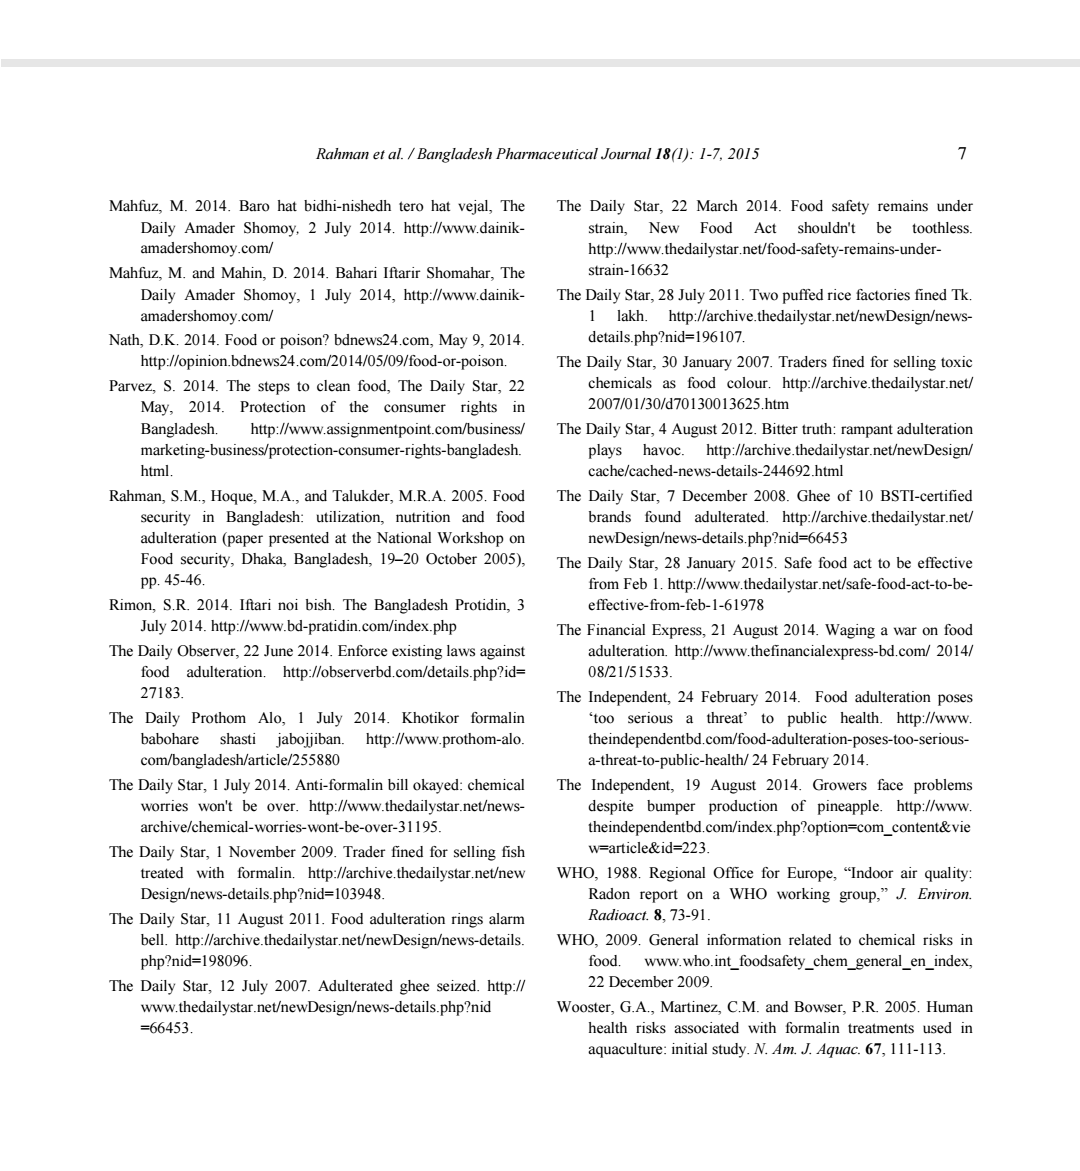 Rahman et al. / Bangladesh Pharmaceutical Journal 18(1): 1-7, 2015
7
Mahfuz, M. 2014. Baro hat bidhi-nishedh tero hat vejal, The
Daily Amader Shomoy, 2 July 2014. http://www.dainik-
amadershomoy.com/
Mahfuz, M. and Mahin, D. 2014. Bahari Iftarir Shomahar, The
Daily Amader Shomoy, 1 July 2014, http://www.dainik-
amadershomoy.com/
Nath, D.K. 2014. Food or poison? bdnews24.com, May 9, 2014.
http://opinion.bdnews24.com/2014/05/09/food-or-poison.
Parvez, S. 2014. The steps to clean food, The Daily Star, 22
May, 2014. Protection of the consumer rights in
Bangladesh. http://www.assignmentpoint.com/business/
marketing-business/protection-consumer-rights-bangladesh.
html.
Rahman, S.M., Hoque, M.A., and Talukder, M.R.A. 2005. Food
security in Bangladesh: utilization, nutrition and food
adulteration (paper presented at the National Workshop on
Food security, Dhaka, Bangladesh, 19–20 October 2005),
pp. 45-46.
Rimon, S.R. 2014. Iftari noi bish. The Bangladesh Protidin, 3
July 2014. http://www.bd-pratidin.com/index.php
The Daily Observer, 22 June 2014. Enforce existing laws against
food adulteration. http://observerbd.com/details.php?id=
27183.
The Daily Prothom Alo, 1 July 2014. Khotikor formalin
babohare shasti jabojjiban. http://www.prothom-alo.
com/bangladesh/article/255880
The Daily Star, 1 July 2014. Anti-formalin bill okayed: chemical
worries won't be over. http://www.thedailystar.net/news-
archive/chemical-worries-wont-be-over-31195.
The Daily Star, 1 November 2009. Trader fined for selling fish
treated with formalin. http://archive.thedailystar.net/new
Design/news-details.php?nid=103948.
The Daily Star, 11 August 2011. Food adulteration rings alarm
bell. http://archive.thedailystar.net/newDesign/news-details.
php?nid=198096.
The Daily Star, 12 July 2007. Adulterated ghee seized. http://
www.thedailystar.net/newDesign/news-details.php?nid
=66453.
The Daily Star, 22 March 2014. Food safety remains under
strain, New Food Act shouldn't be toothless.
http://www.thedailystar.net/food-safety-remains-under-
strain-16632
The Daily Star, 28 July 2011. Two puffed rice factories fined Tk.
1 lakh. http://archive.thedailystar.net/newDesign/news-
details.php?nid=196107.
The Daily Star, 30 January 2007. Traders fined for selling toxic
chemicals as food colour. http://archive.thedailystar.net/
2007/01/30/d70130013625.htm
The Daily Star, 4 August 2012. Bitter truth: rampant adulteration
plays havoc. http://archive.thedailystar.net/newDesign/
cache/cached-news-details-244692.html
The Daily Star, 7 December 2008. Ghee of 10 BSTI-certified
brands found adulterated. http://archive.thedailystar.net/
newDesign/news-details.php?nid=66453
The Daily Star, 28 January 2015. Safe food act to be effective
from Feb 1. http://www.thedailystar.net/safe-food-act-to-be-
effective-from-feb-1-61978
The Financial Express, 21 August 2014. Waging a war on food
adulteration. http://www.thefinancialexpress-bd.com/ 2014/
08/21/51533.
The Independent, 24 February 2014. Food adulteration poses
‘too serious a threat’ to public health. http://www.
theindependentbd.com/food-adulteration-poses-too-serious-
a-threat-to-public-health/ 24 February 2014.
The Independent, 19 August 2014. Growers face problems
despite bumper production of pineapple. http://www.
theindependentbd.com/index.php?option=com_content&vie
w=article&id=223.
WHO, 1988. Regional Office for Europe, “Indoor air quality:
Radon report on a WHO working group,” J. Environ.
Radioact. 8, 73-91.
WHO, 2009. General information related to chemical risks in
food. www.who.int_foodsafety_chem_general_en_index,
22 December 2009.
Wooster, G.A., Martinez, C.M. and Bowser, P.R. 2005. Human
health risks associated with formalin treatments used in
aquaculture: initial study. N. Am. J. Aquac. 67, 111-113.